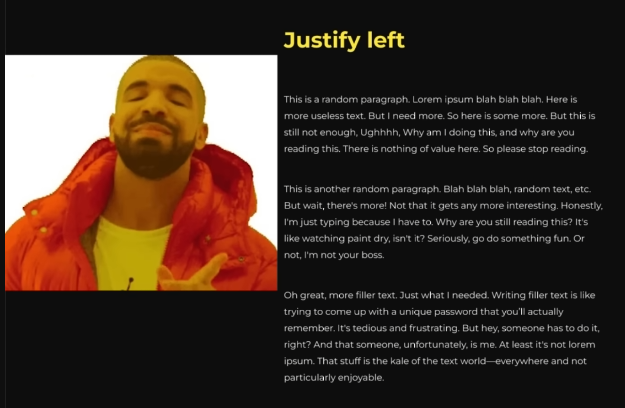 Justify left
This is a random paragraph. Lorem ipsum blah blah blah. Here is
more useless text. But I need more. So here is some more. But this is
still not enough, Ughhhh, Why am I doing this, and why are you
reading this. There is nothing of value here. So please stop reading.
This is another random paragraph. Blah blah blah, random text, etc.
But wait, there's more! Not that it gets any more interesting. Honestly,
I'm just typing because I have to. Why are you still reading this? It's
like watching paint dry, isn't it? Seriously, go do something fun. Or
not, I'm not your boss.
Oh great, more filler text. Just what I needed. Writing filler text is like
trying to come up with a unique password that you'll actually
remember. It's tedious and frustrating. But hey, someone has to do it,
right? And that someone, unfortunately, is me. At least it's not lorem
ipsum. That stuff is the kale of the text world—everywhere and not
particularly enjoyable.